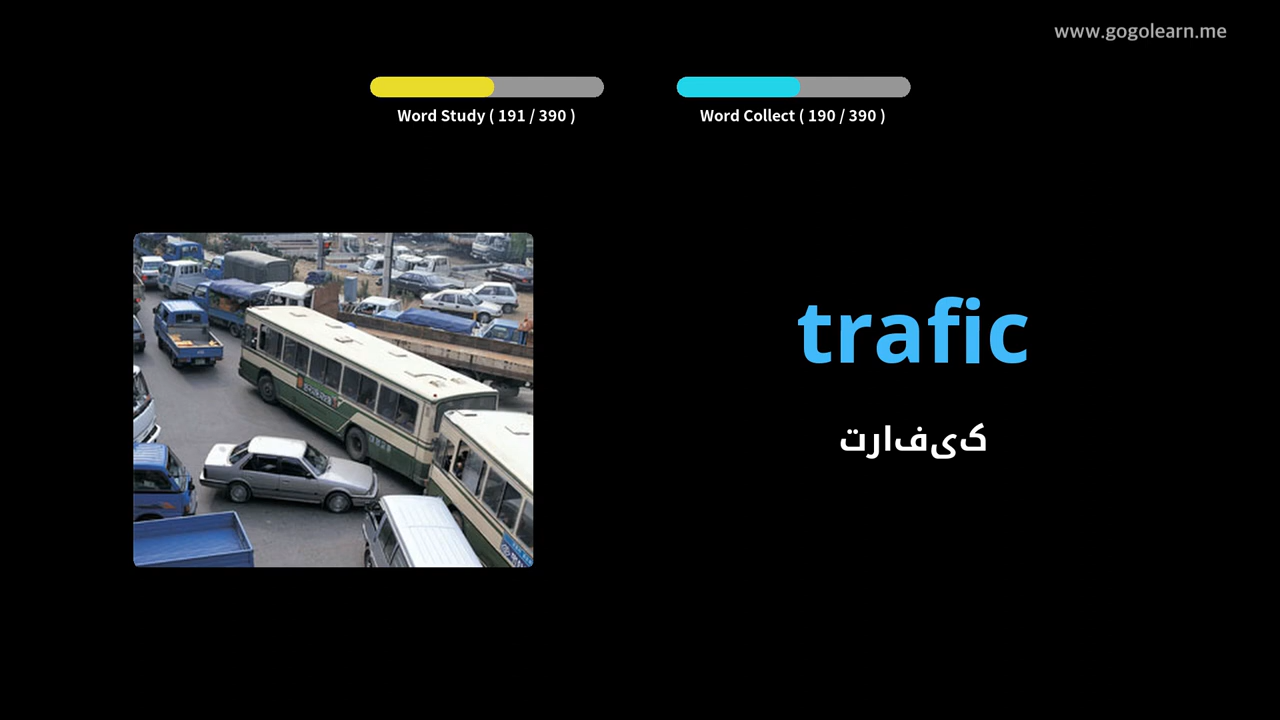 www.gogolearn.me
Word Study ( 191 / 390 )
Word Collect ( 190 / 390 )
trafic
کیفارت